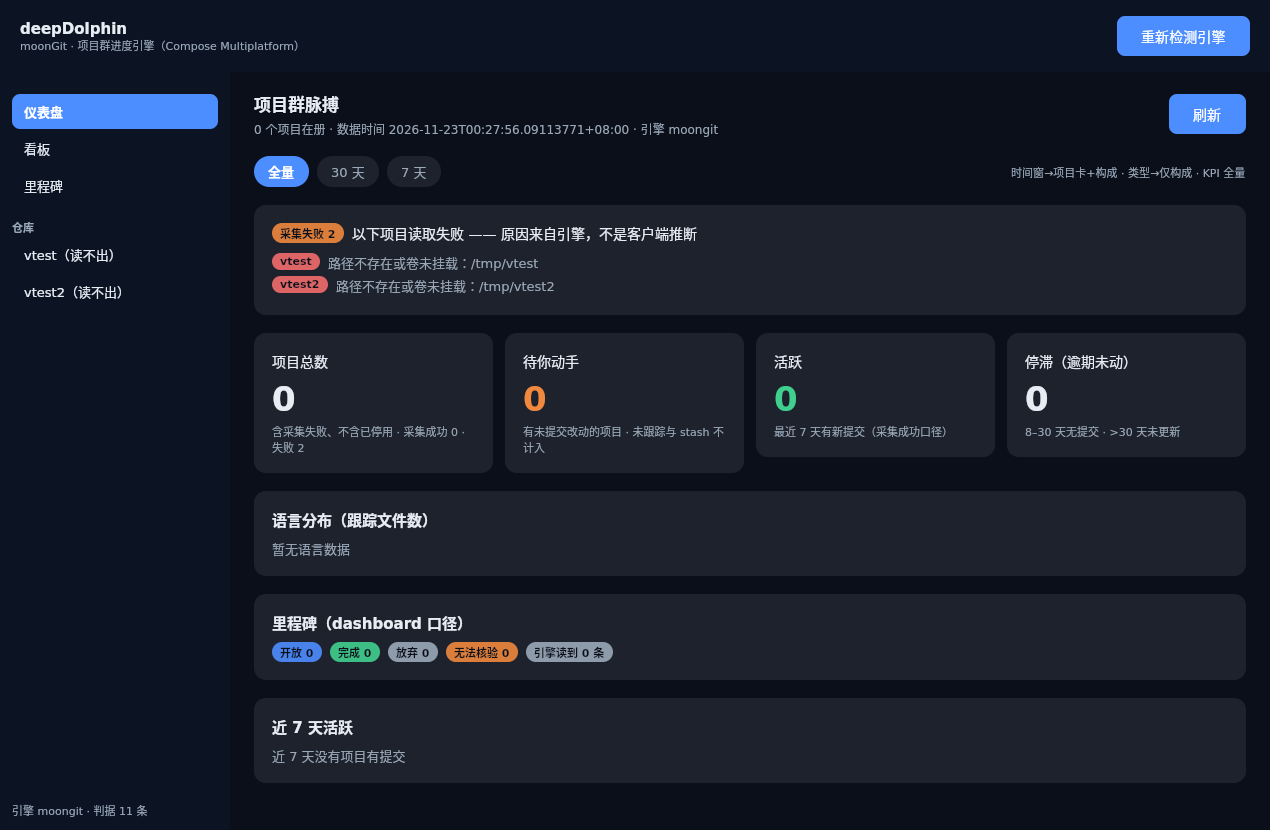 deepDolphin
moonGit · 项目群进度引擎（Compose Multiplatform）
重新检测引擎
仪表盘
看板
里程碑
仓库
vtest（读不出）
vtest2（读不出）
引擎 moongit · 判据 11 条
项目群脉搏
0 个项目在册 · 数据时间 2026-11-23T00:27:56.09113771+08:00 · 引擎 moongit
刷新
全量
30 天
7 天
时间窗→项目卡+构成 · 类型→仅构成 · KPI 全量
采集失败 2
以下项目读取失败 —— 原因来自引擎，不是客户端推断
vtest
路径不存在或卷未挂载：/tmp/vtest
vtest2
路径不存在或卷未挂载：/tmp/vtest2
项目总数
0
含采集失败、不含已停用 · 采集成功 0 ·
失败 2
待你动手
0
有未提交改动的项目 · 未跟踪与 stash 不
计入
活跃
0
最近 7 天有新提交（采集成功口径）
停滞（逾期未动）
0
8–30 天无提交 · >30 天未更新
语言分布（跟踪文件数）
暂无语言数据
里程碑（dashboard 口径）
开放 0
完成 0
放弃 0
无法核验 0
引擎读到 0 条
近 7 天活跃
近 7 天没有项目有提交